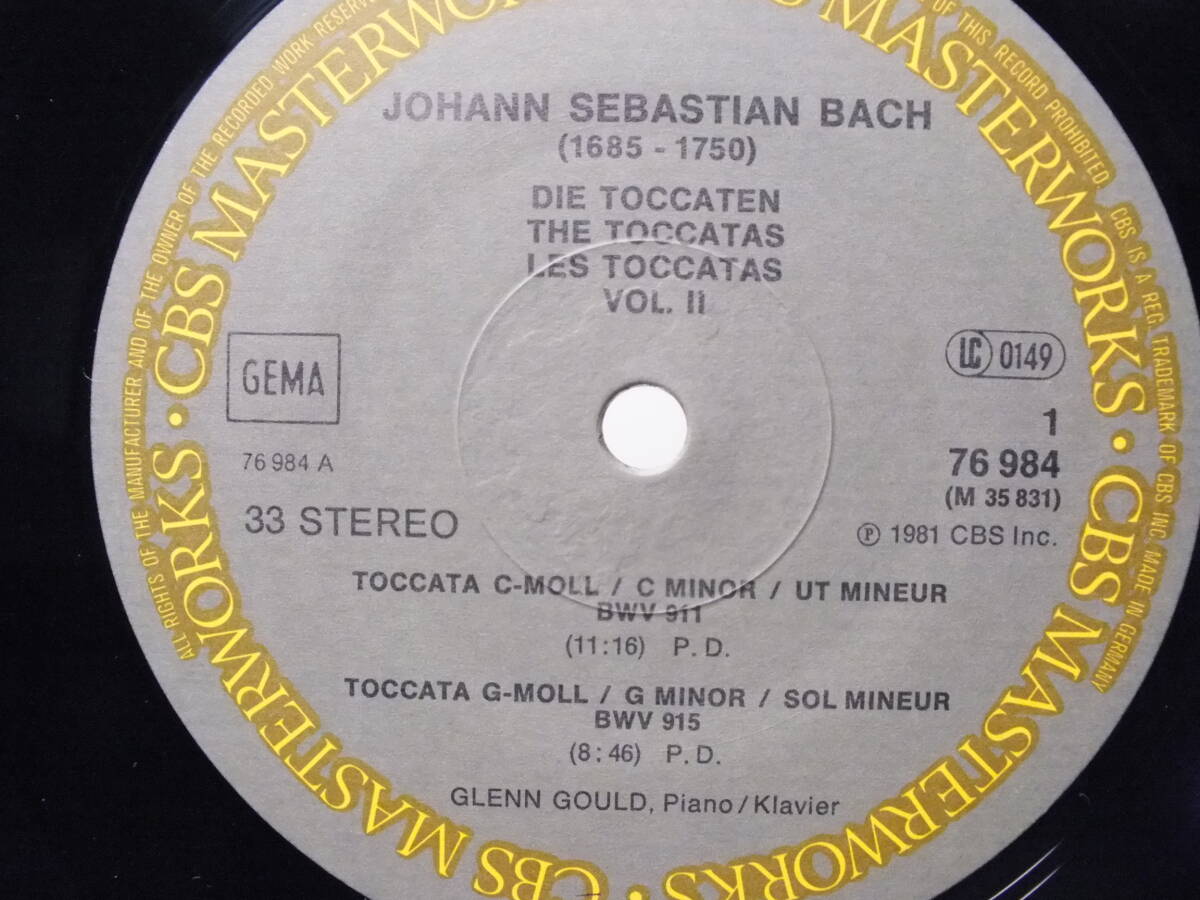 JOHANN SEBASTIAN BACH
(1685 - 1750)
DIE TOCCATEN
THE TOCCATAS
LES TOCCATAS
VOL. II
GEMA
LC 0149
76 984 A
1
76 984
(M 35 831)
33 STEREO
℗ 1981 CBS Inc.
TOCCATA C-MOLL / C MINOR / UT MINEUR
BWV 911
(11:16) P.D.
TOCCATA G-MOLL / G MINOR / SOL MINEUR
BWV 915
(8:46) P.D.
GLENN GOULD, Piano/Klavier
CBS MASTERWORKS · CBS MASTERWORKS · CBS MASTERWORKS · CBS MASTERWORKS
ALL RIGHTS OF THE MANUFACTURER AND OF THE OWNER OF THE RECORDED WORK RESERVED
OF THIS RECORD PROHIBITED. CBS IS A REG. TRADEMARK OF CBS INC. MADE IN GERMANY